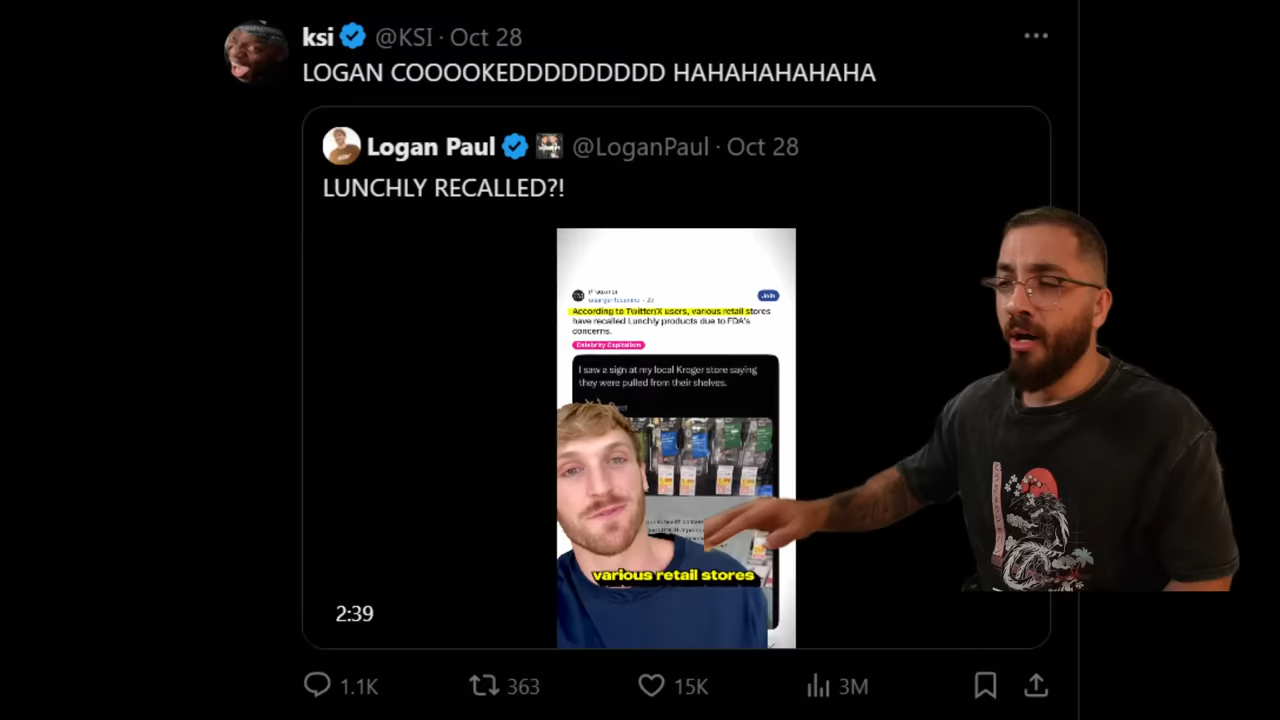 ksi @KSI · Oct 28
LOGAN COOOOKEDDDDDDDDD HAHAHAHAHAHA
Logan Paul @LoganPaul · Oct 28
LUNCHLY RECALLED?!
Join
According to Twitter/X users, various retail stores
have recalled Lunchly products due to FDA's
concerns.
Celebrity Capitalism
I saw a sign at my local Kroger store saying
they were pulled from their shelves.
various retail stores
2:39
1.1K 363 15K 3M